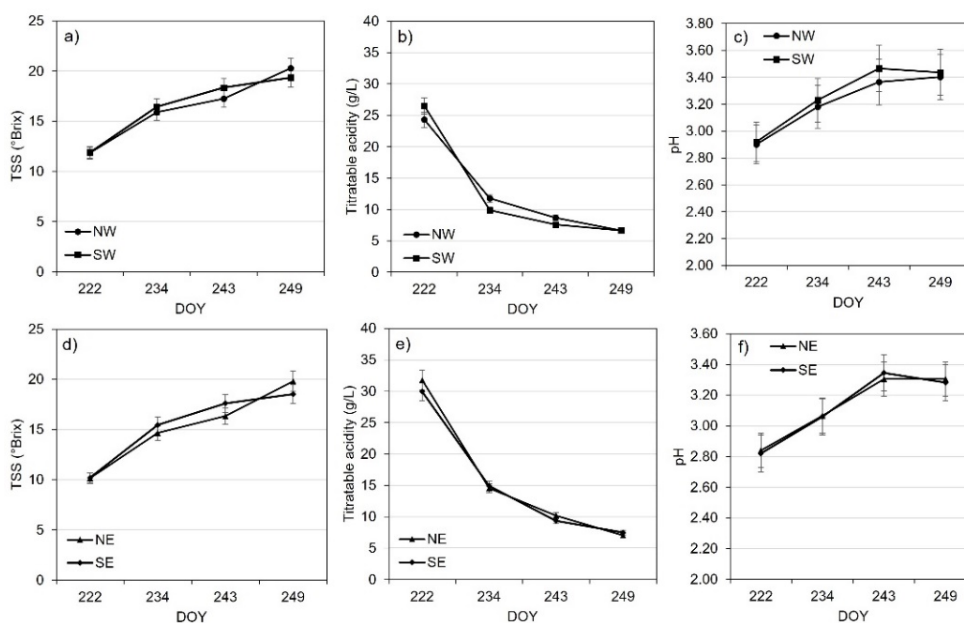 a)
25
20
15
10
5
0
TSS (°Brix)
NW
SW
222 234 243 249
DOY
b)
40
35
30
25
20
15
10
5
0
Titratable acidity (g/L)
NW
SW
222 234 243 249
DOY
c)
3.80
3.60
3.40
3.20
3.00
2.80
2.60
2.40
2.20
2.00
pH
NW
SW
222 234 243 249
DOY
d)
25
20
15
10
5
0
TSS (°Brix)
NE
SE
222 234 243 249
DOY
e)
40
35
30
25
20
15
10
5
0
Titratable acidity (g/L)
NE
SE
222 234 243 249
DOY
f)
3.60
3.40
3.20
3.00
2.80
2.60
2.40
2.20
2.00
pH
NE
SE
222 234 243 249
DOY